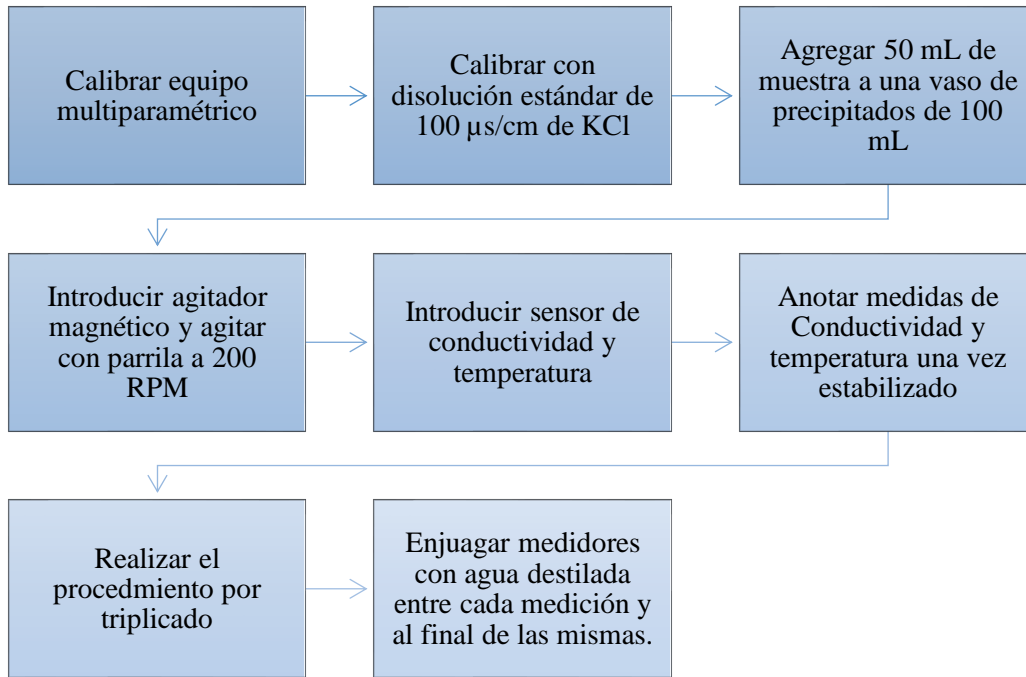 Calibrar equipo
multiparamétrico
Calibrar con
disolución estándar de
100 µs/cm de KCl
Agregar 50 mL de
muestra a una vaso de
precipitados de 100
mL
Introducir agitador
magnético y agitar
con parrila a 200
RPM
Introducir sensor de
conductividad y
temperatura
Anotar medidas de
Conductividad y
temperatura una vez
estabilizado
Realizar el
procedmiento por
triplicado
Enjuagar medidores
con agua destilada
entre cada medición y
al final de las mismas.